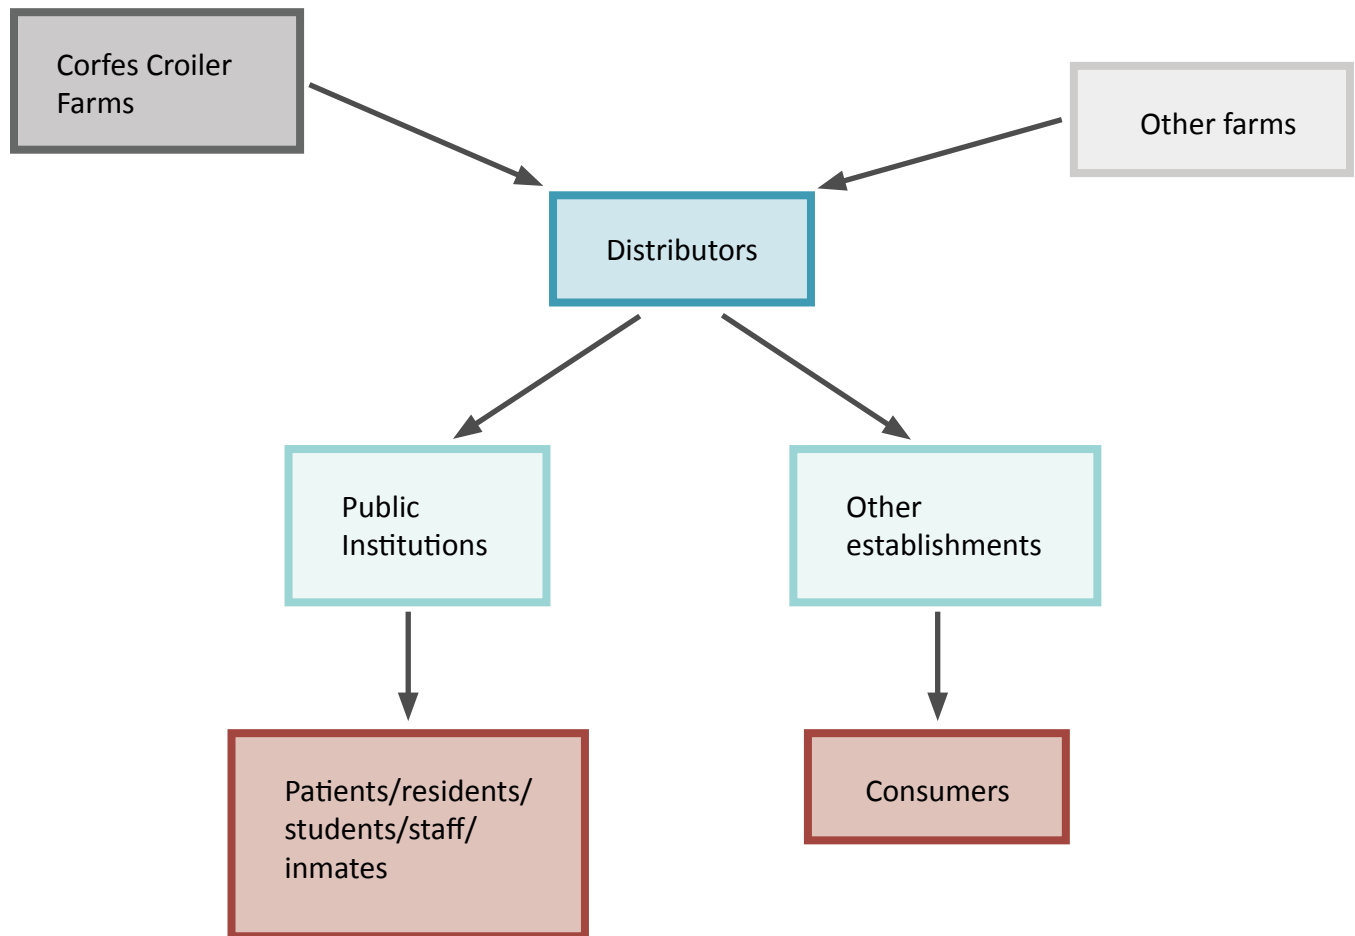 Corfes Croiler
Farms
Other farms
Distributors
Public
Institutions
Other
establishments
Patients/residents/
students/staff/
inmates
Consumers